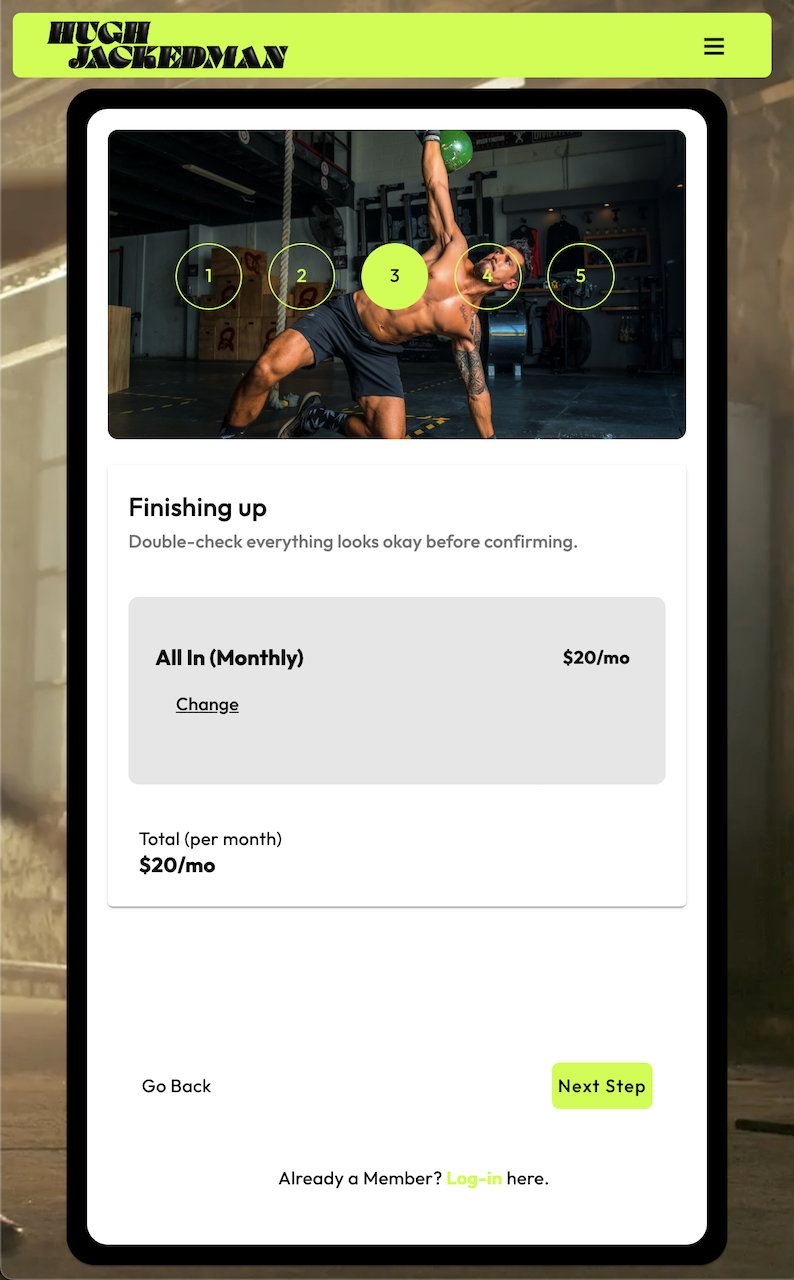 HUGH
JACKEDMAN
1 2 3 4 5
Finishing up
Double-check everything looks okay before confirming.
All In (Monthly) $20/mo
Change
Total (per month)
$20/mo
Go Back Next Step
Already a Member? Log-in here.